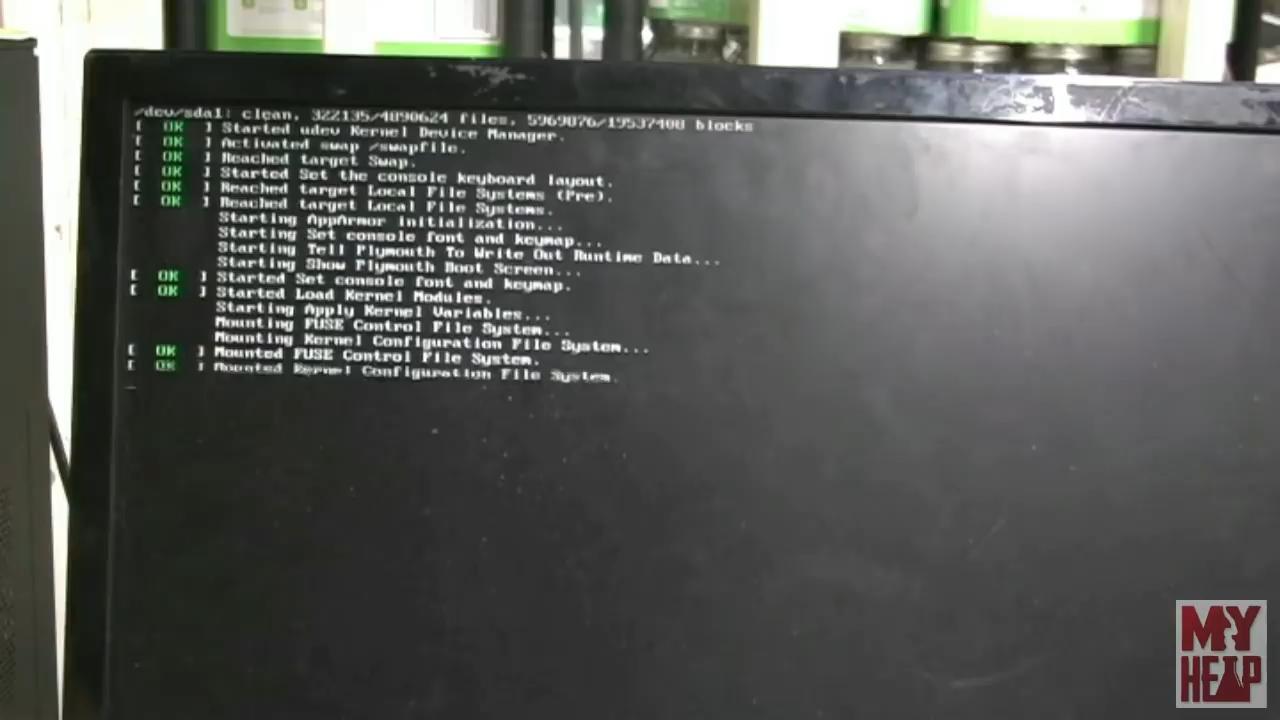 /dev/sda1: clean, 322135/4890624 files, 5969876/19537408 blocks
[  OK  ] Started udev Kernel Device Manager.
[  OK  ] Activated swap /swapfile.
[  OK  ] Reached target Swap.
[  OK  ] Started Set the console keyboard layout.
[  OK  ] Reached target Local File Systems (Pre).
[  OK  ] Reached target Local File Systems.
Starting AppArmor initialization...
Starting Set console font and keymap...
Starting Tell Plymouth To Write Out Runtime Data...
Starting Show Plymouth Boot Screen...
[  OK  ] Started Set console font and keymap.
[  OK  ] Started Load Kernel Modules.
Starting Apply Kernel Variables...
Mounting FUSE Control File System...
Mounting Kernel Configuration File System...
[  OK  ] Mounted FUSE Control File System.
[  OK  ] Mounted Kernel Configuration File System.
MY
HEAP